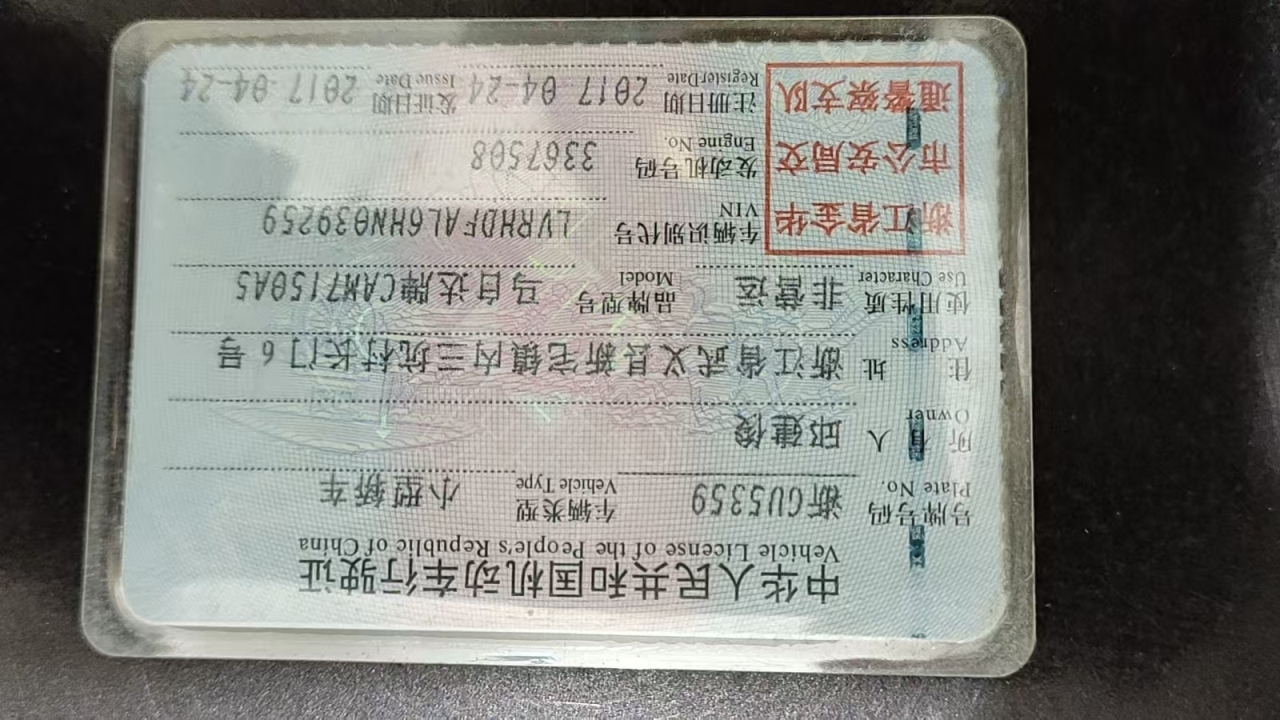 中华人民共和国机动车行驶证
Vehicle License of the People's Republic of China
号牌号码 浙GU5359 车辆类型 小型轿车
Plate No. Vehicle Type
所有人 邱建俊
Owner
住址 浙江省武义县新宅镇内三坑村长门6号
Address
使用性质 非营运 品牌型号 马自达牌CAM7150A5
Use Character Model
浙江省金华
市公安局交
通警察支队
车辆识别代号 LVRHDFAL6HN039259
VIN
发动机号码 3367508
Engine No.
注册日期 2017-04-24 发证日期 2017-04-24
RegisterDate Issue Date